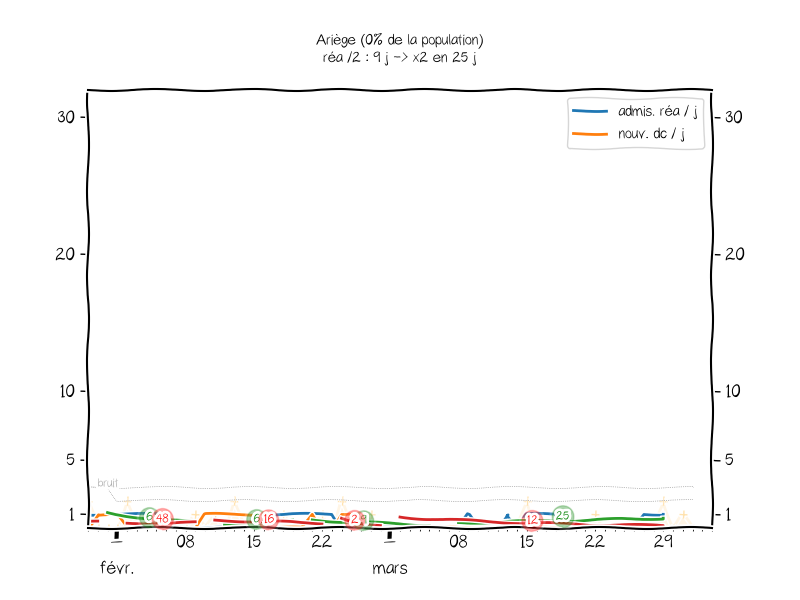 Ariège (0% de la population)
réa /2 : 9 j -> x2 en 25 j
admis. réa / j
nouv. dc / j
30 30
20 20
10 10
5 5
bruit
1 1
6 48 6 16 2 12 25
1 08 15 22 1 08 15 22 29
févr. mars